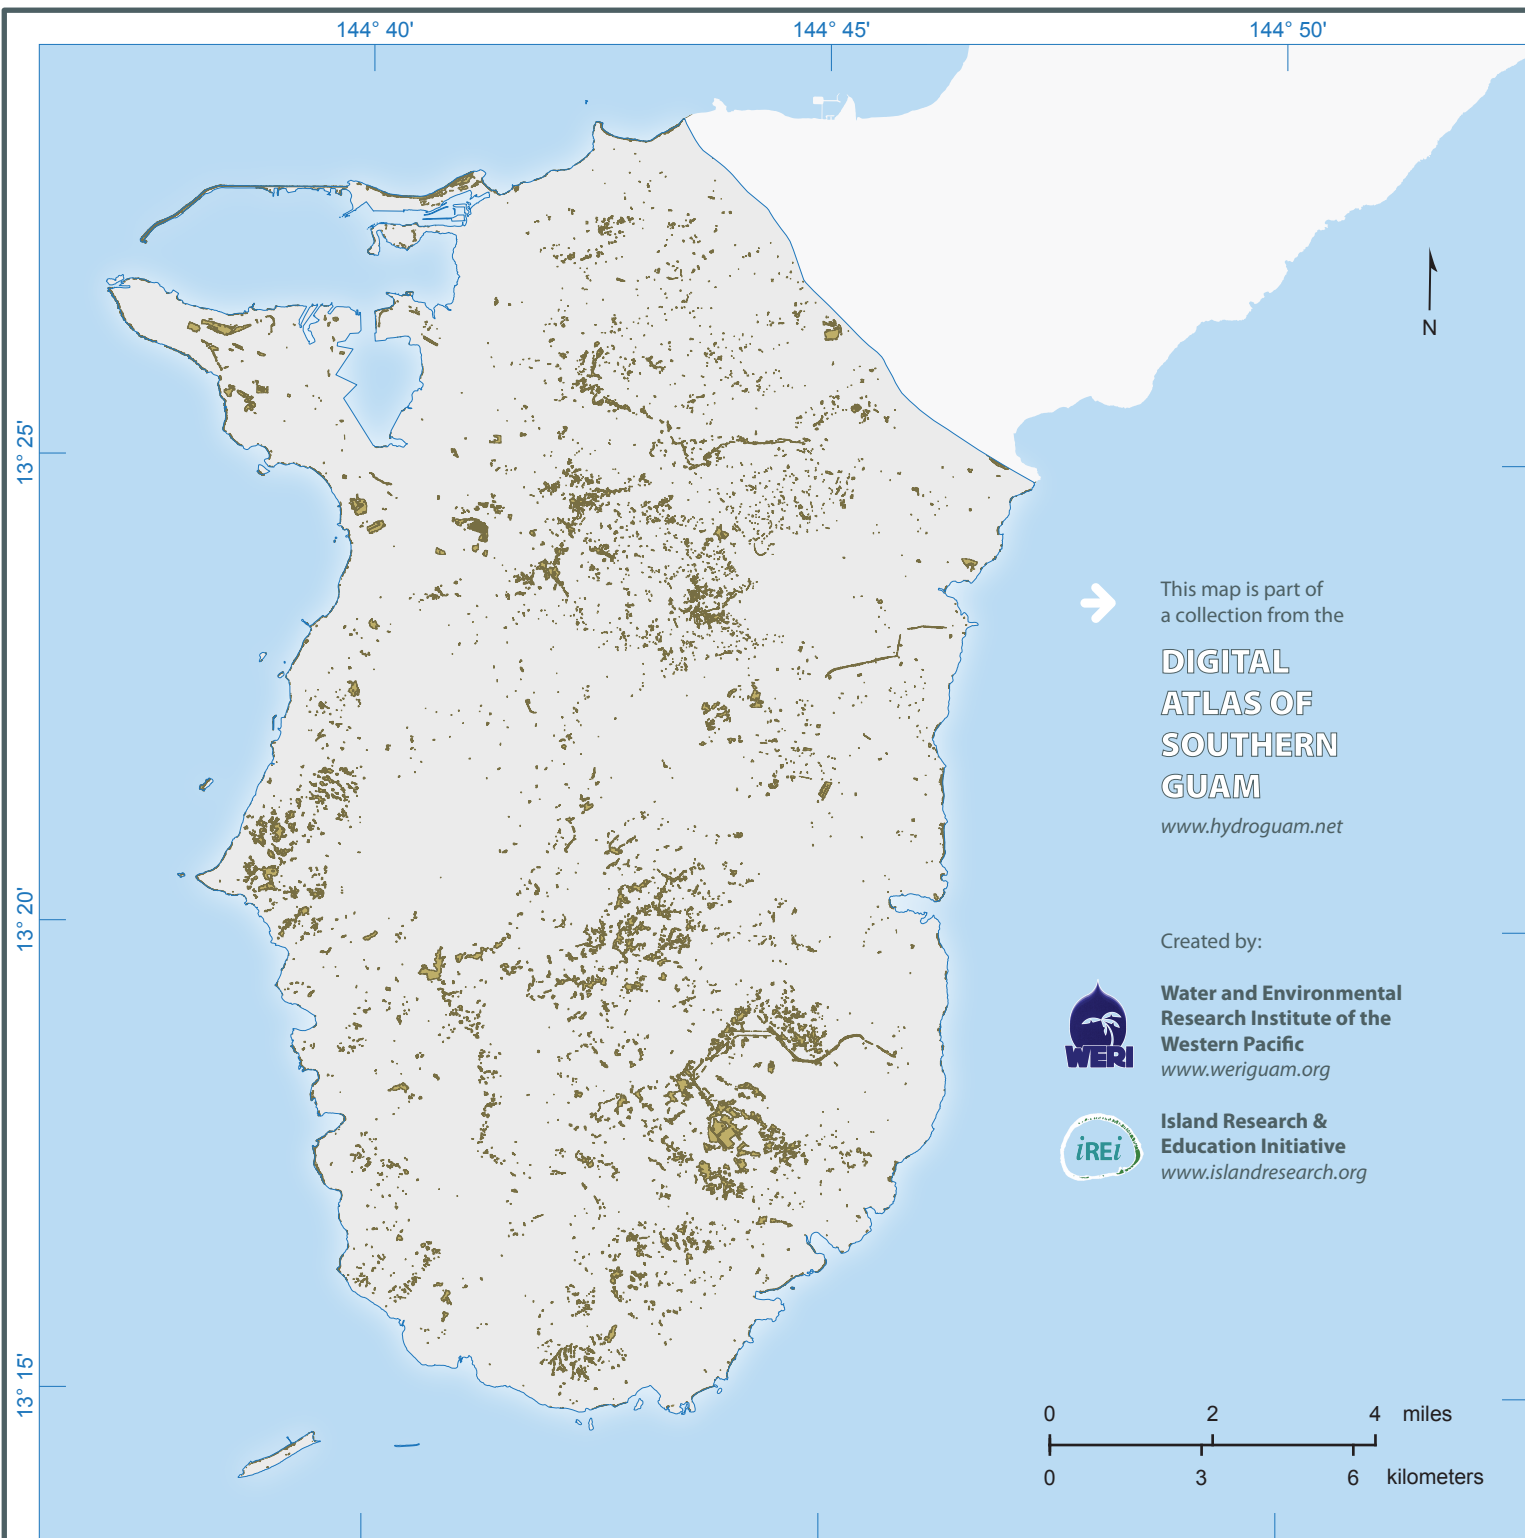 144° 40'
144° 45'
144° 50'
N
13° 25'
13° 20'
13° 15'
This map is part of
a collection from the
DIGITAL
ATLAS OF
SOUTHERN
GUAM
www.hydroguam.net
Created by:
WERI
Water and Environmental
Research Institute of the
Western Pacific
www.weriguam.org
iREi
Island Research &
Education Initiative
www.islandresearch.org
0 2 4 miles
0 3 6 kilometers